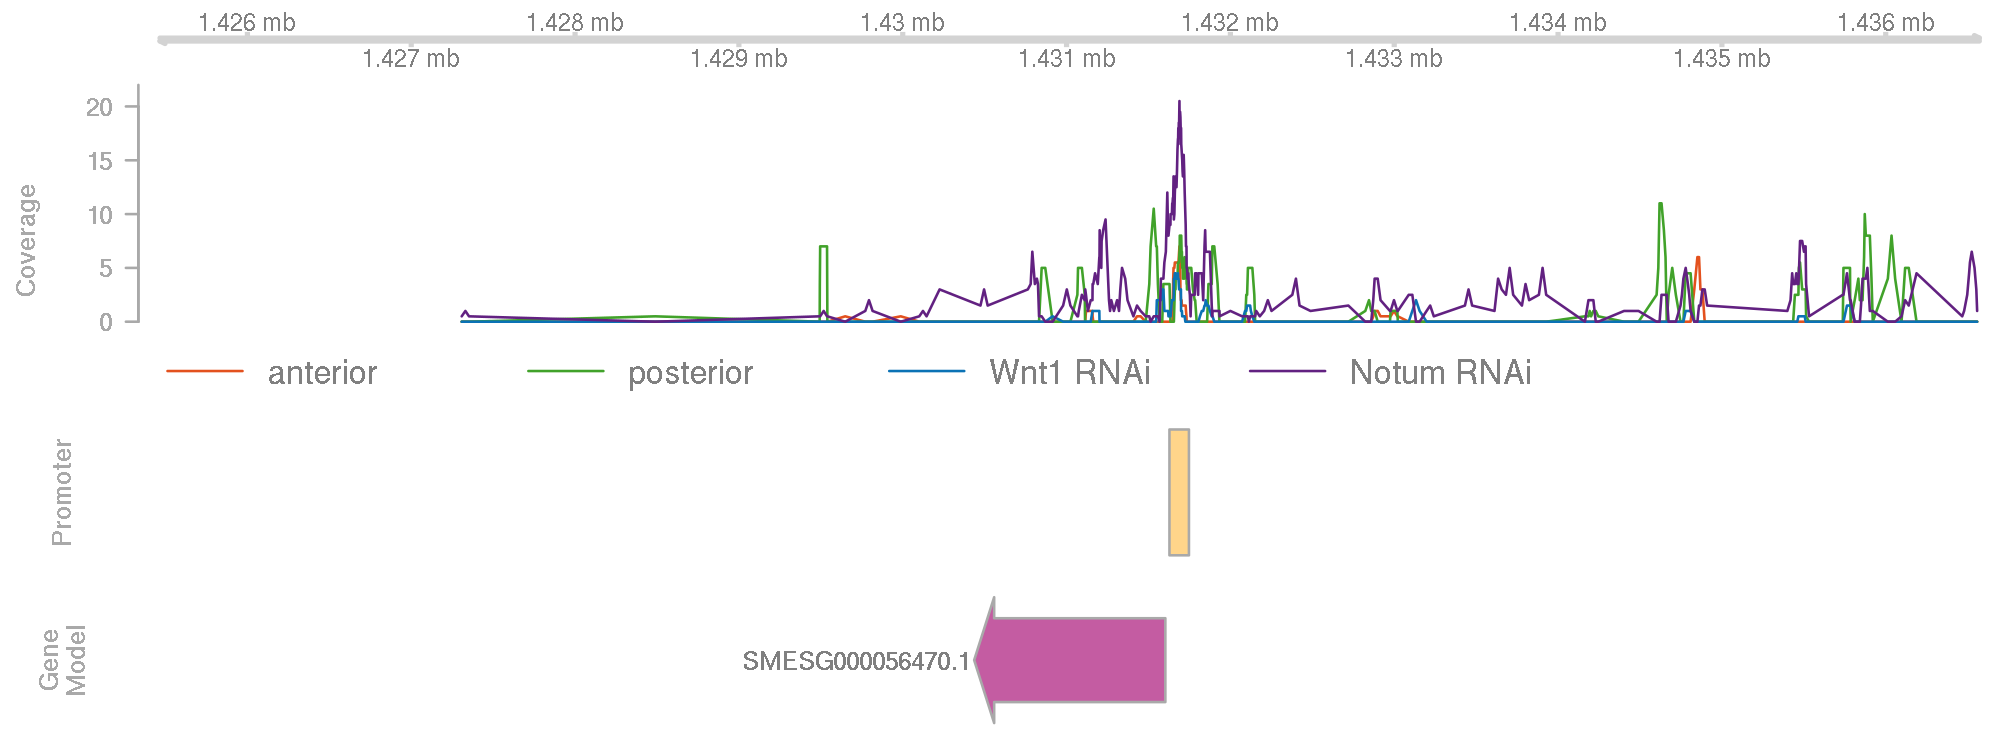 1.426 mb 1.428 mb 1.43 mb 1.432 mb 1.434 mb 1.436 mb
1.427 mb 1.429 mb 1.431 mb 1.433 mb 1.435 mb
Coverage
20
15
10
5
0
anterior posterior Wnt1 RNAi Notum RNAi
Promoter
Gene
Model
SMESG000056470.1